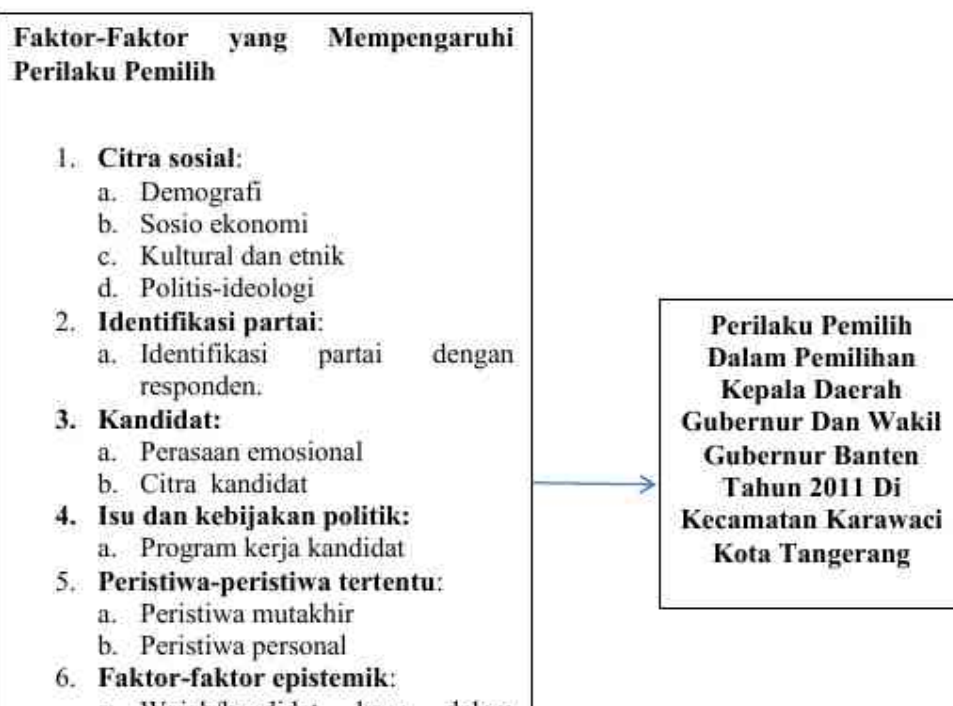 Faktor-Faktor yang Mempengaruhi
Perilaku Pemilih
1. Citra sosial:
a. Demografi
b. Sosio ekonomi
c. Kultural dan etnik
d. Politis-ideologi
2. Identifikasi partai:
a. Identifikasi partai dengan
responden.
3. Kandidat:
a. Perasaan emosional
b. Citra kandidat
4. Isu dan kebijakan politik:
a. Program kerja kandidat
5. Peristiwa-peristiwa tertentu:
a. Peristiwa mutakhir
b. Peristiwa personal
6. Faktor-faktor epistemik:
Perilaku Pemilih
Dalam Pemilihan
Kepala Daerah
Gubernur Dan Wakil
Gubernur Banten
Tahun 2011 Di
Kecamatan Karawaci
Kota Tangerang